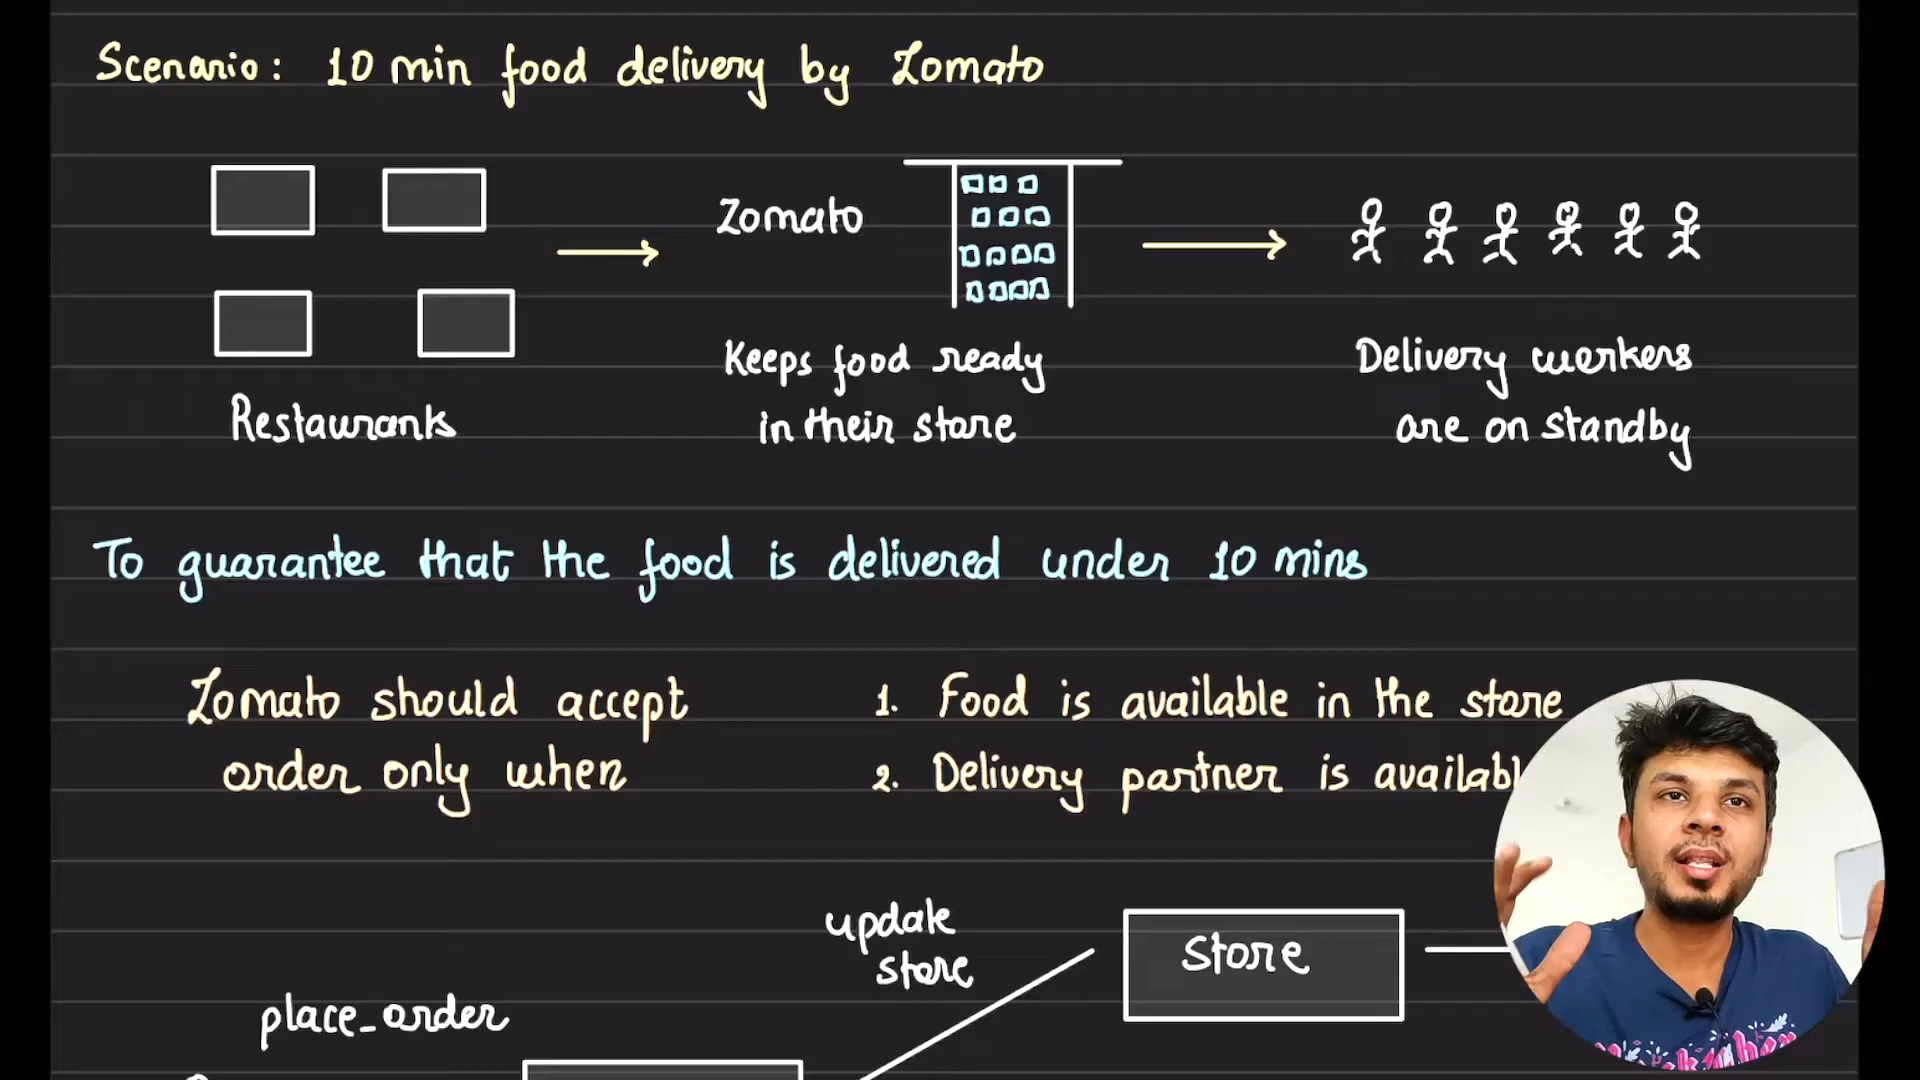 Scenario: 10 min food delivery by Zomato
Zomato
Restaurants
Keeps food ready
in their store
Delivery workers
are on standby
To guarantee that the food is delivered under 10 mins
Zomato should accept
order only when
1. Food is available in the store
2. Delivery partner is availabl
update
store
store
place_order